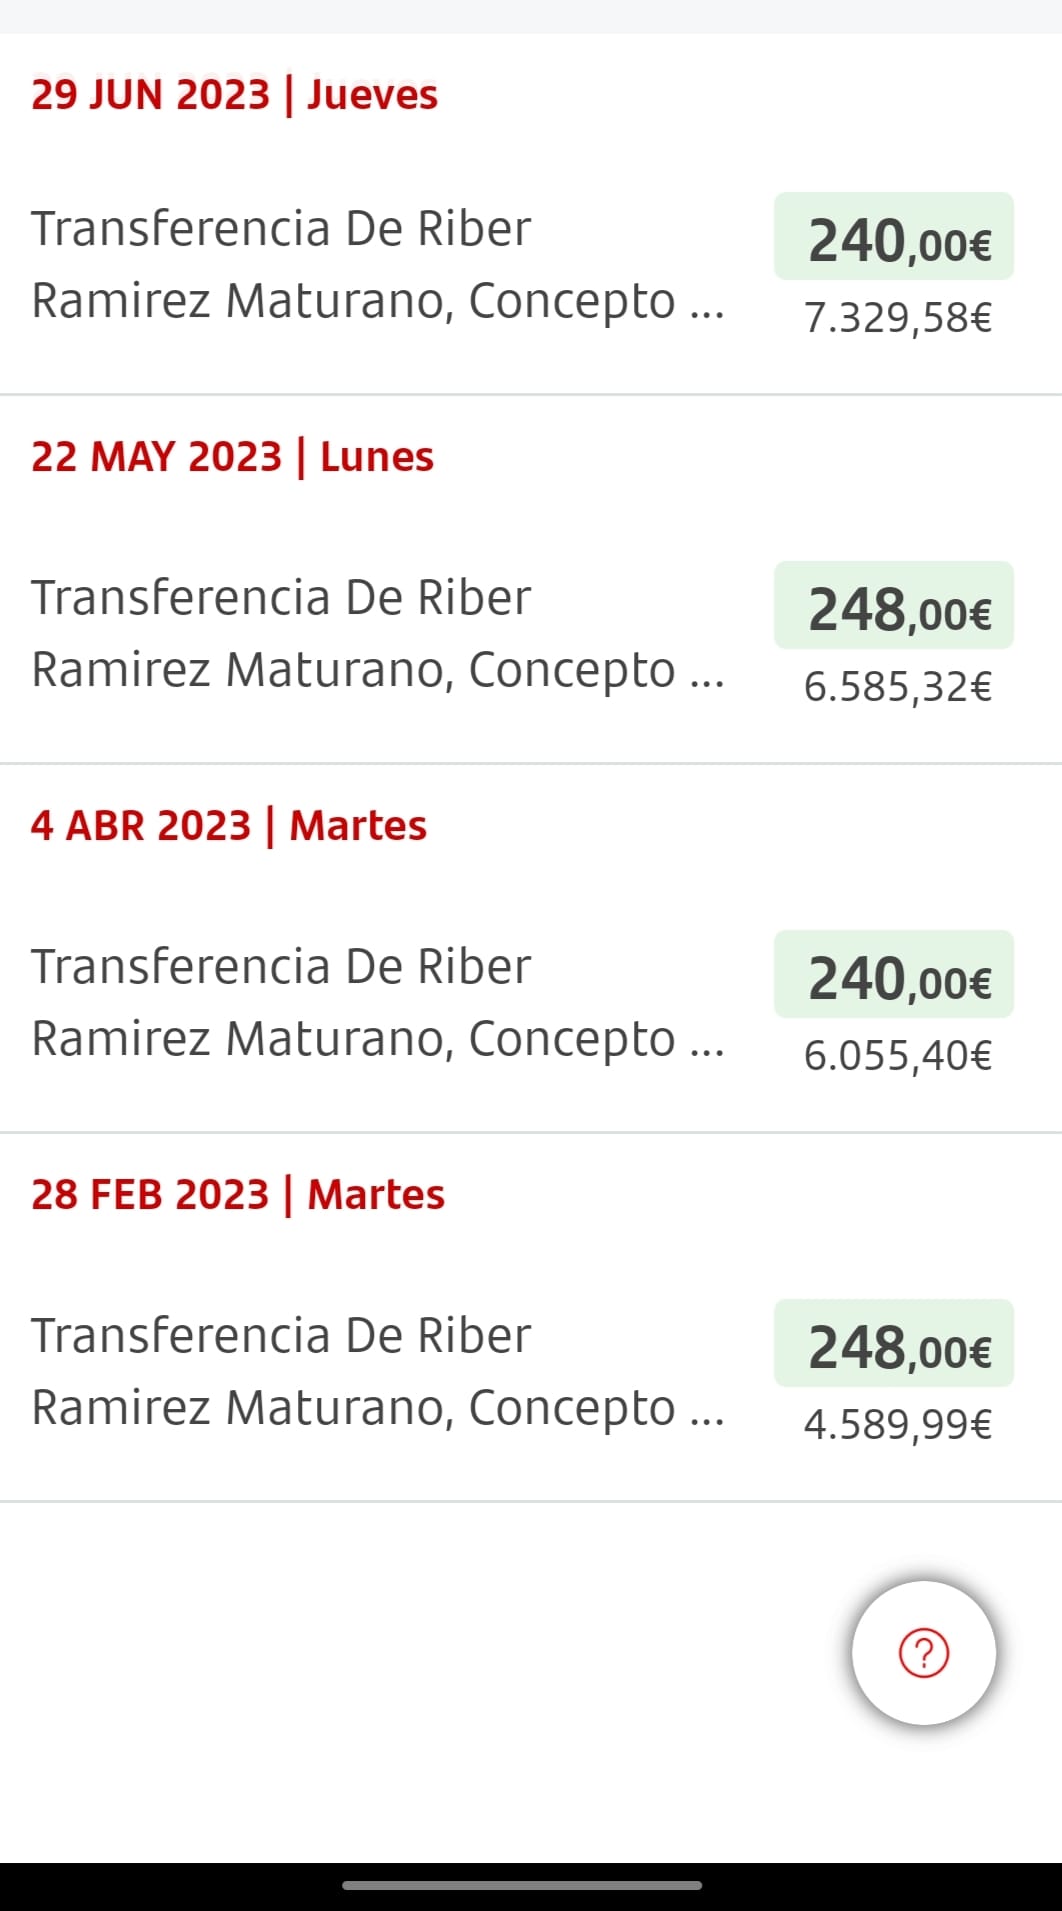 29 JUN 2023 | Jueves
Transferencia De Riber
Ramirez Maturano, Concepto ...
240,00€
7.329,58€
22 MAY 2023 | Lunes
Transferencia De Riber
Ramirez Maturano, Concepto ...
248,00€
6.585,32€
4 ABR 2023 | Martes
Transferencia De Riber
Ramirez Maturano, Concepto ...
240,00€
6.055,40€
28 FEB 2023 | Martes
Transferencia De Riber
Ramirez Maturano, Concepto ...
248,00€
4.589,99€
?